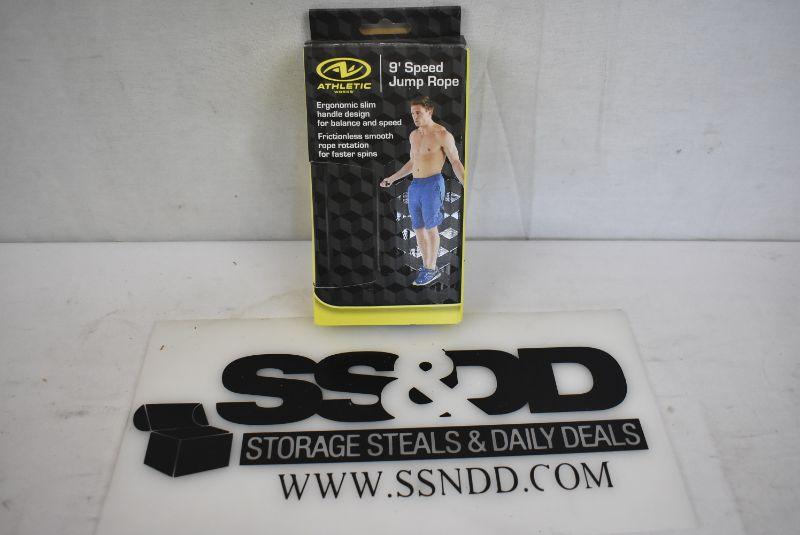 ATHLETIC
WORKS
9' Speed
Jump Rope
Ergonomic slim
handle design
for balance and speed
Frictionless smooth
rope rotation
for faster spins
SS&DD
STORAGE STEALS & DAILY DEALS
WWW.SSNDD.COM